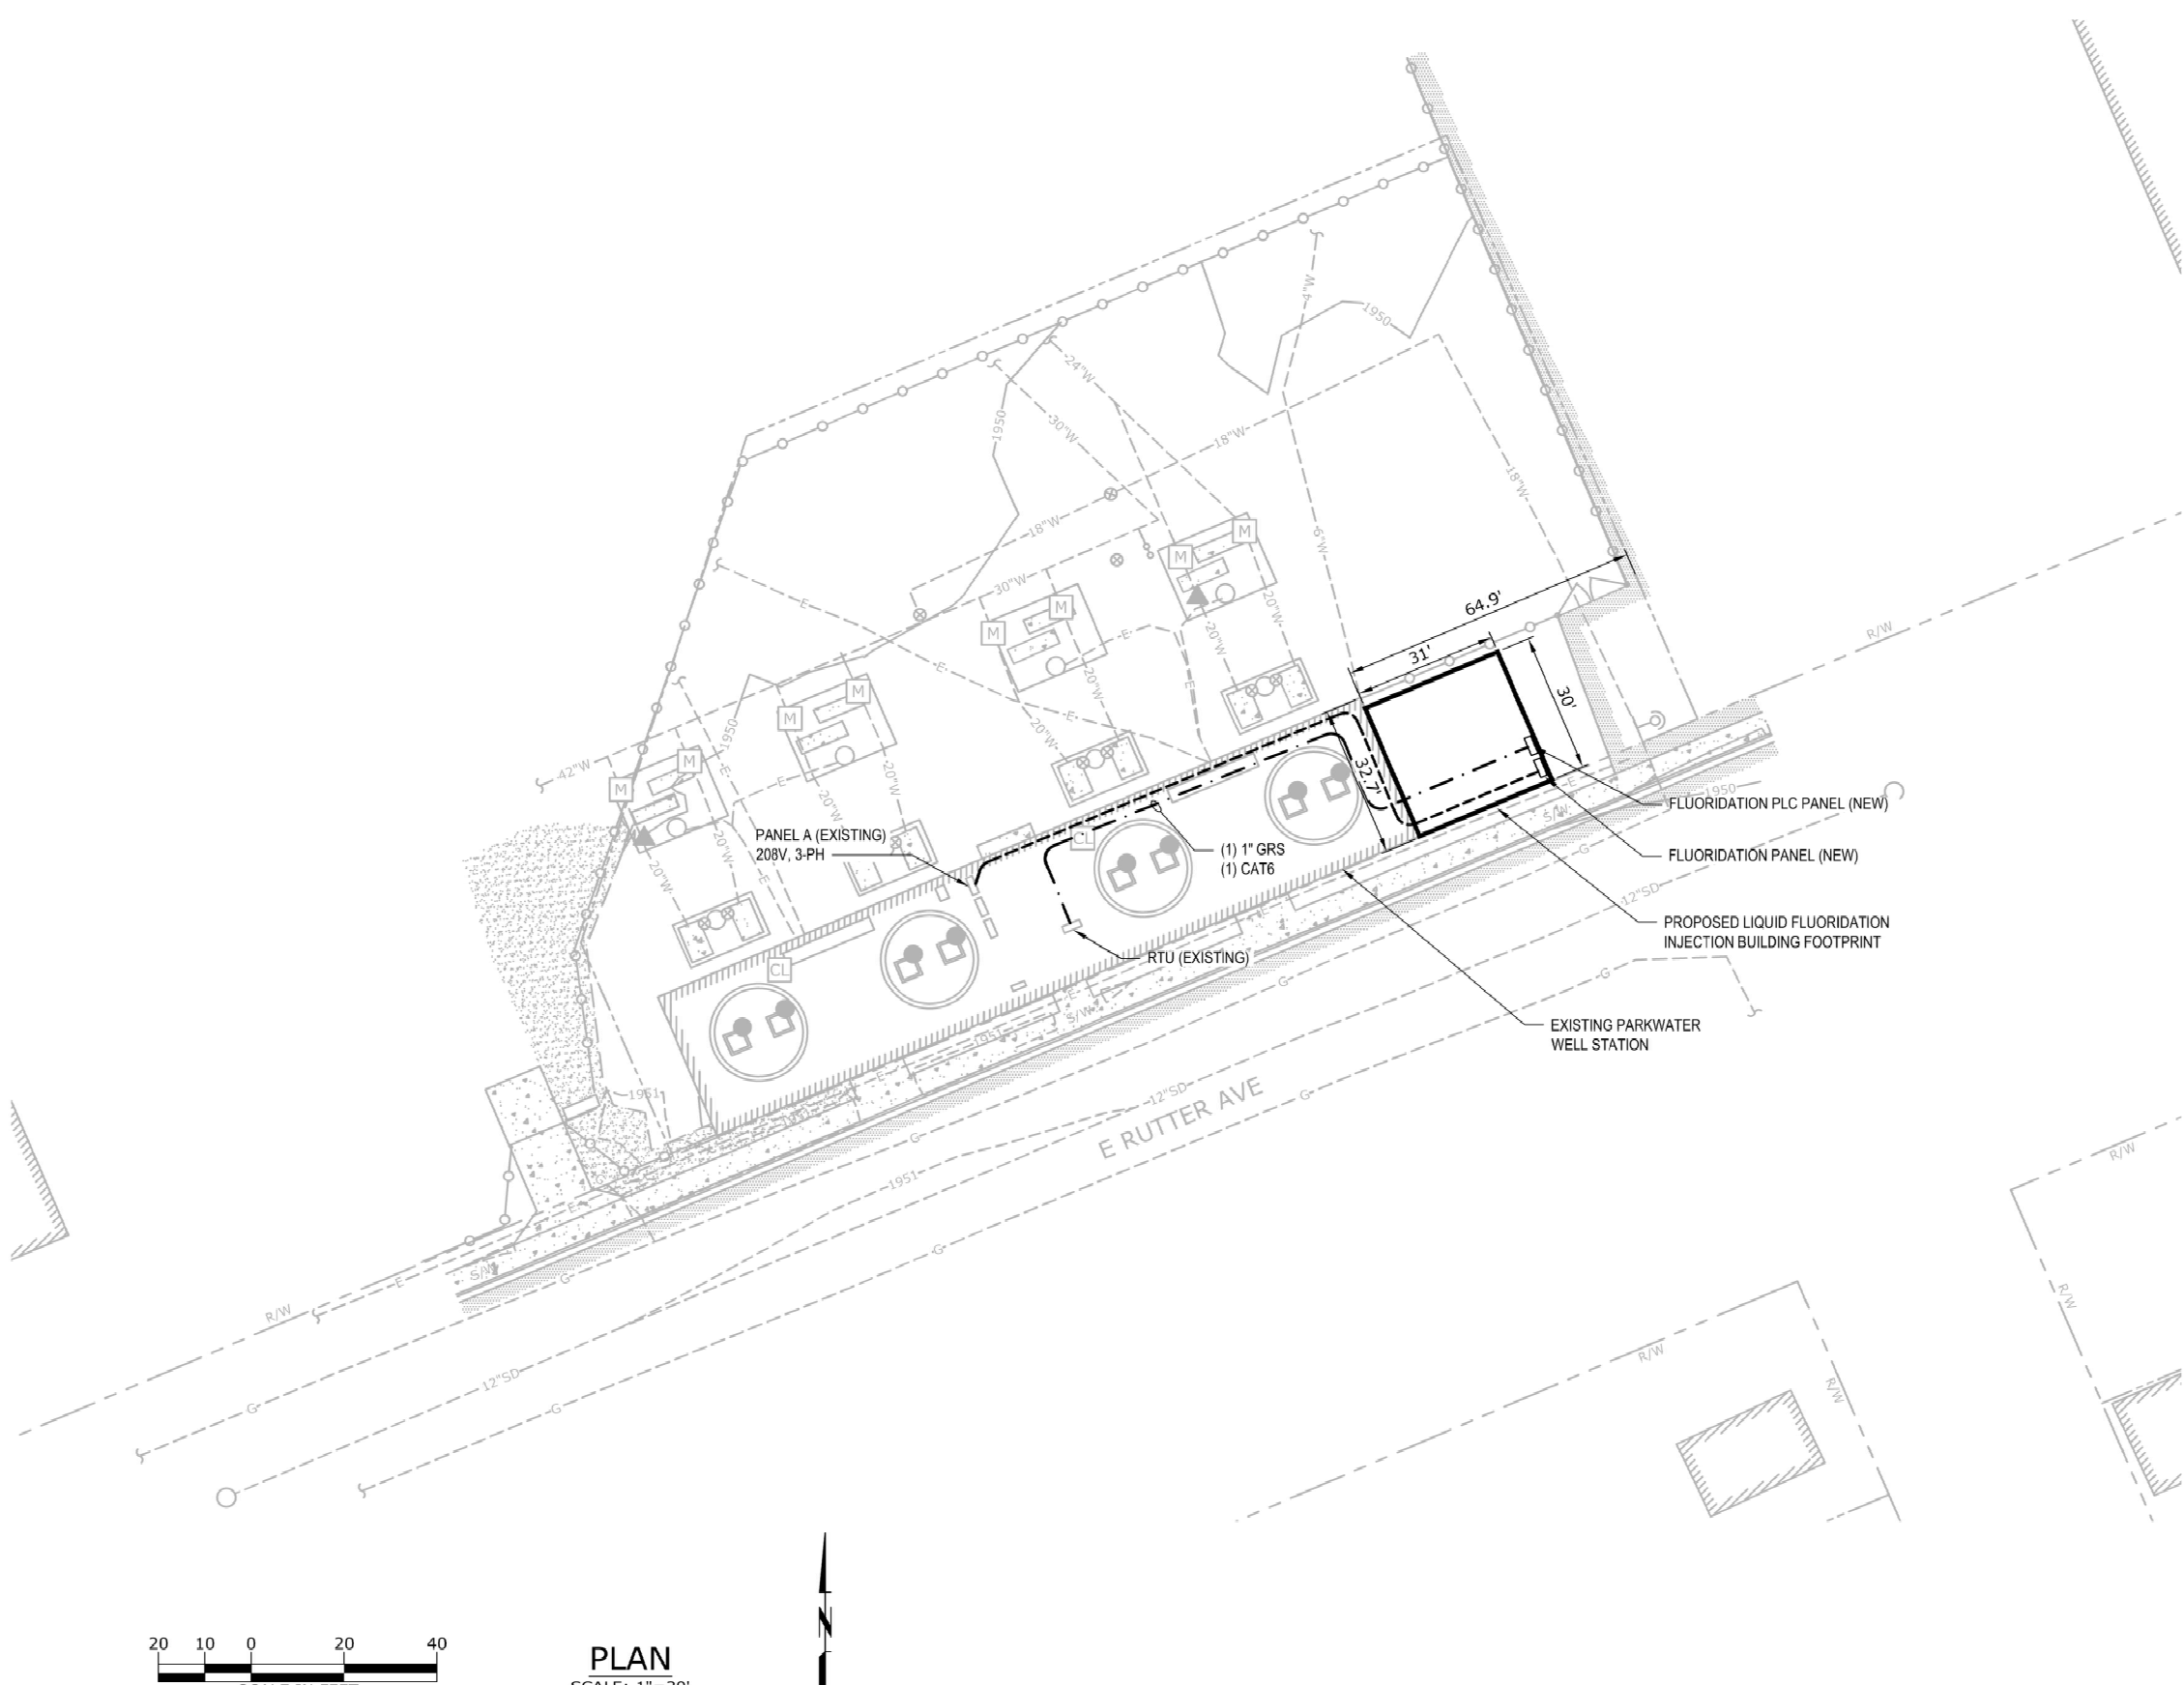 1950
4"W
24"W
1950
30"W
18"W
18"W
18"W
6"W
M
M
30"W
M
M
20"W
20"W
64.9'
R/W
E
E
E
E
31'
30'
20"W
20"W
E
M
M
1950
42"W
E
E
M
M
20"W
20"W
32.7'
E
S/W
1950
FLUORIDATION PLC PANEL (NEW)
PANEL A (EXISTING)
208V, 3-PH
CL
(1) 1" GRS
(1) CAT6
20"W
20"W
E
G
FLUORIDATION PANEL (NEW)
12"SD
PROPOSED LIQUID FLUORIDATION
INJECTION BUILDING FOOTPRINT
E
RTU (EXISTING)
CL
G
G
E
S/W
1951
EXISTING PARKWATER
WELL STATION
E
1951
12"SD
G
G
E RUTTER AVE
1951
G
E
G
G
E
R/W
R/W
R/W
R/W
R/W
12"SD
G
G
20 10 0 20 40
PLAN
N